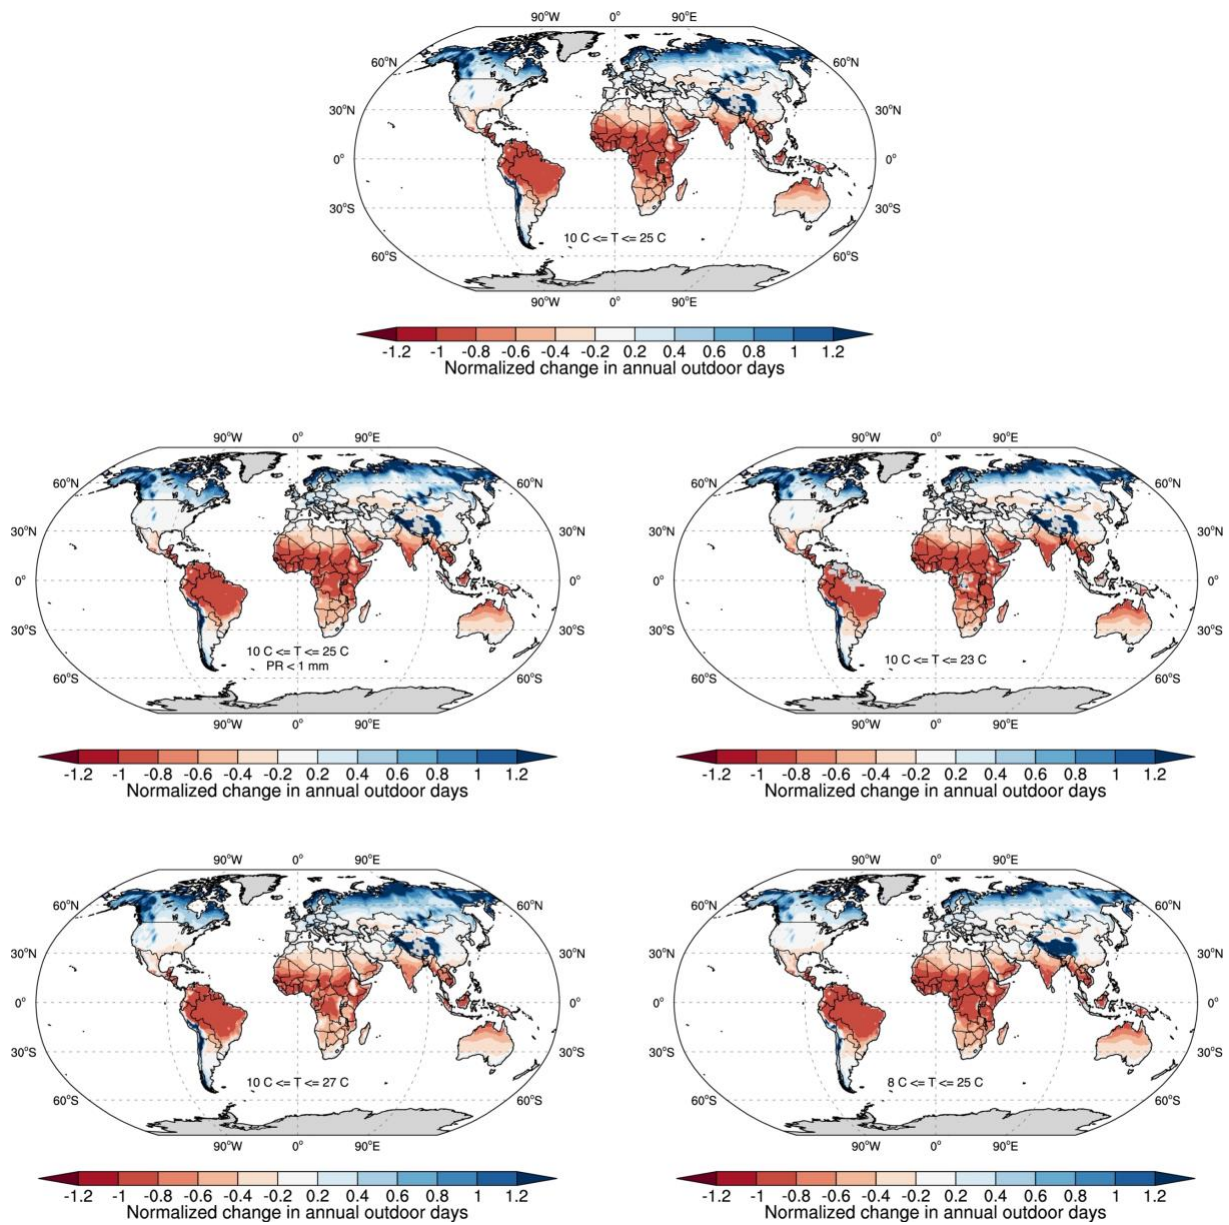 90°W 0° 90°E
60°N 60°N
30°N 30°N
0° 0°
30°S 30°S
10 C <= T <= 25 C
60°S 60°S
90°W 0° 90°E
-1.2 -1 -0.8 -0.6 -0.4 -0.2 0.2 0.4 0.6 0.8 1 1.2
Normalized change in annual outdoor days
90°W 0° 90°E
60°N 60°N
30°N 30°N
0° 0°
30°S 30°S
10 C <= T <= 25 C
PR < 1 mm
60°S 60°S
90°W 0° 90°E
-1.2 -1 -0.8 -0.6 -0.4 -0.2 0.2 0.4 0.6 0.8 1 1.2
Normalized change in annual outdoor days
90°W 0° 90°E
60°N 60°N
30°N 30°N
0° 0°
30°S 30°S
10 C <= T <= 23 C
60°S 60°S
90°W 0° 90°E
-1.2 -1 -0.8 -0.6 -0.4 -0.2 0.2 0.4 0.6 0.8 1 1.2
Normalized change in annual outdoor days
90°W 0° 90°E
60°N 60°N
30°N 30°N
0° 0°
30°S 30°S
10 C <= T <= 27 C
60°S 60°S
90°W 0° 90°E
-1.2 -1 -0.8 -0.6 -0.4 -0.2 0.2 0.4 0.6 0.8 1 1.2
Normalized change in annual outdoor days
90°W 0° 90°E
60°N 60°N
30°N 30°N
0° 0°
30°S 30°S
8 C <= T <= 25 C
60°S 60°S
90°W 0° 90°E
-1.2 -1 -0.8 -0.6 -0.4 -0.2 0.2 0.4 0.6 0.8 1 1.2
Normalized change in annual outdoor days